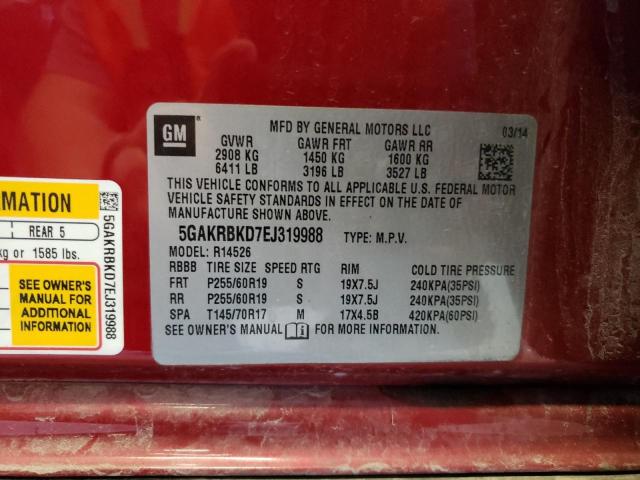 GM
MFD BY GENERAL MOTORS LLC 03/14
GVWR GAWR FRT GAWR RR
2908 KG 1450 KG 1600 KG
6411 LB 3196 LB 3527 LB
THIS VEHICLE CONFORMS TO ALL APPLICABLE U.S. FEDERAL MOTOR
VEHICLE SAFETY STANDARDS IN EFFECT ON THE DATE OF
MANUFACTURE SHOWN ABOVE.
5GAKRBKD7EJ319988 TYPE: M.P.V.
MODEL: R14526
RBBB TIRE SIZE SPEED RTG RIM COLD TIRE PRESSURE
FRT P255/60R19 S 19X7.5J 240KPA(35PSI)
RR P255/60R19 S 19X7.5J 240KPA(35PSI)
SPA T145/70R17 M 17X4.5B 420KPA(60PSI)
SEE OWNER'S MANUAL FOR MORE INFORMATION.
RMATION
REAR 5
kg or 1585 lbs.
SEE OWNER'S
MANUAL FOR
ADDITIONAL
INFORMATION
5GAKRBKD7EJ319988